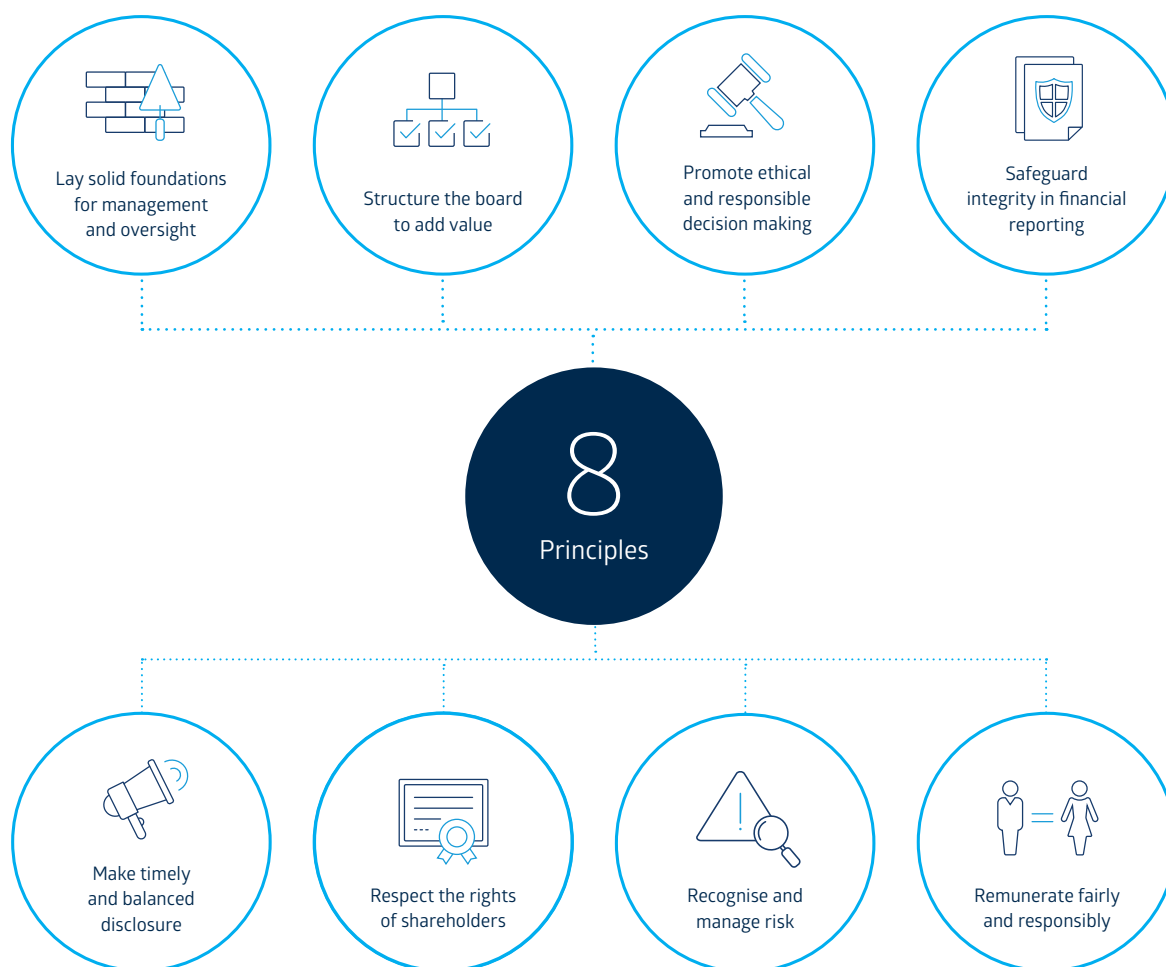 Lay solid foundations
for management
and oversight
Structure the board
to add value
Promote ethical
and responsible
decision making
Safeguard
integrity in financial
reporting
8
Principles
Make timely
and balanced
disclosure
Respect the rights
of shareholders
Recognise and
manage risk
Remunerate fairly
and responsibly